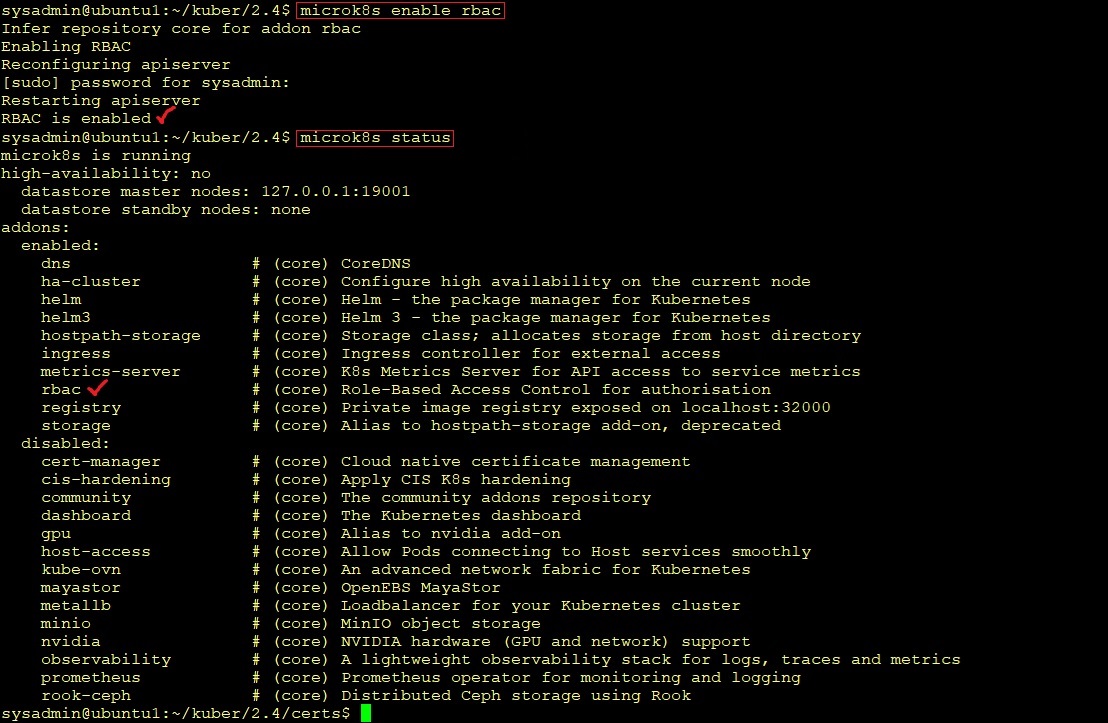 sysadmin@ubuntu1:~/kuber/2.4$ microk8s enable rbac
Infer repository core for addon rbac
Enabling RBAC
Reconfiguring apiserver
[sudo] password for sysadmin:
Restarting apiserver
RBAC is enabled
sysadmin@ubuntu1:~/kuber/2.4$ microk8s status
microk8s is running
high-availability: no
  datastore master nodes: 127.0.0.1:19001
  datastore standby nodes: none
addons:
  enabled:
    dns                  # (core) CoreDNS
    ha-cluster           # (core) Configure high availability on the current node
    helm                 # (core) Helm - the package manager for Kubernetes
    helm3                # (core) Helm 3 - the package manager for Kubernetes
    hostpath-storage     # (core) Storage class; allocates storage from host directory
    ingress              # (core) Ingress controller for external access
    metrics-server       # (core) K8s Metrics Server for API access to service metrics
    rbac                 # (core) Role-Based Access Control for authorisation
    registry             # (core) Private image registry exposed on localhost:32000
    storage              # (core) Alias to hostpath-storage add-on, deprecated
  disabled:
    cert-manager         # (core) Cloud native certificate management
    cis-hardening        # (core) Apply CIS K8s hardening
    community            # (core) The community addons repository
    dashboard            # (core) The Kubernetes dashboard
    gpu                  # (core) Alias to nvidia add-on
    host-access          # (core) Allow Pods connecting to Host services smoothly
    kube-ovn             # (core) An advanced network fabric for Kubernetes
    mayastor             # (core) OpenEBS MayaStor
    metallb              # (core) Loadbalancer for your Kubernetes cluster
    minio                # (core) MinIO object storage
    nvidia               # (core) NVIDIA hardware (GPU and network) support
    observability        # (core) A lightweight observability stack for logs, traces and metrics
    prometheus           # (core) Prometheus operator for monitoring and logging
    rook-ceph            # (core) Distributed Ceph storage using Rook
sysadmin@ubuntu1:~/kuber/2.4/certs$